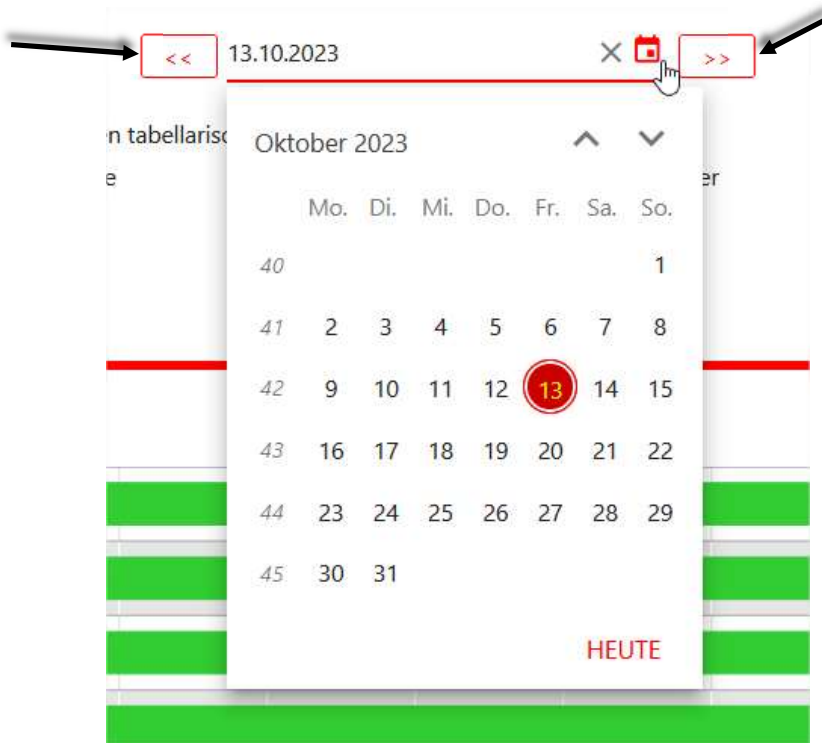 << 13.10.2023 >>
n tabellarisc
e
er
Oktober 2023
Mo. Di. Mi. Do. Fr. Sa. So.
40 1
41 2 3 4 5 6 7 8
42 9 10 11 12 13 14 15
43 16 17 18 19 20 21 22
44 23 24 25 26 27 28 29
45 30 31
HEUTE